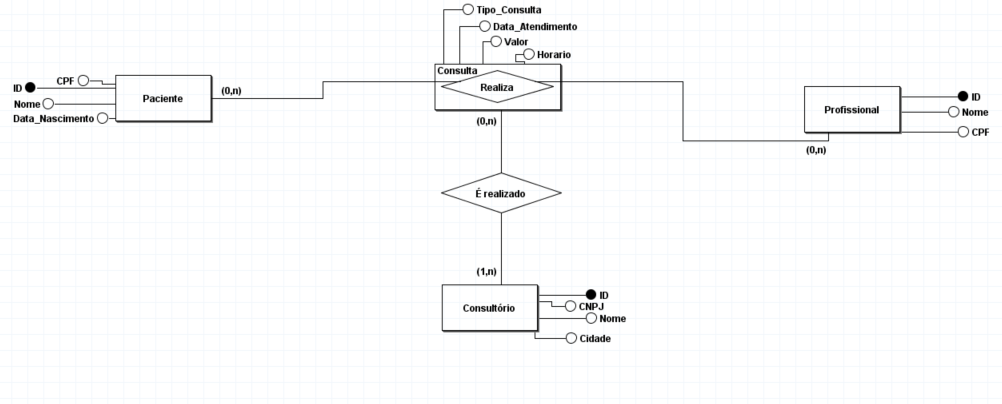 Tipo_Consulta
Data_Atendimento
Valor
Horario
Consulta
Realiza
CPF
ID
Nome
Data_Nascimento
Paciente
(0,n)
(0,n)
Profissional
ID
Nome
CPF
(0,n)
É realizado
(1,n)
Consultório
ID
CNPJ
Nome
Cidade